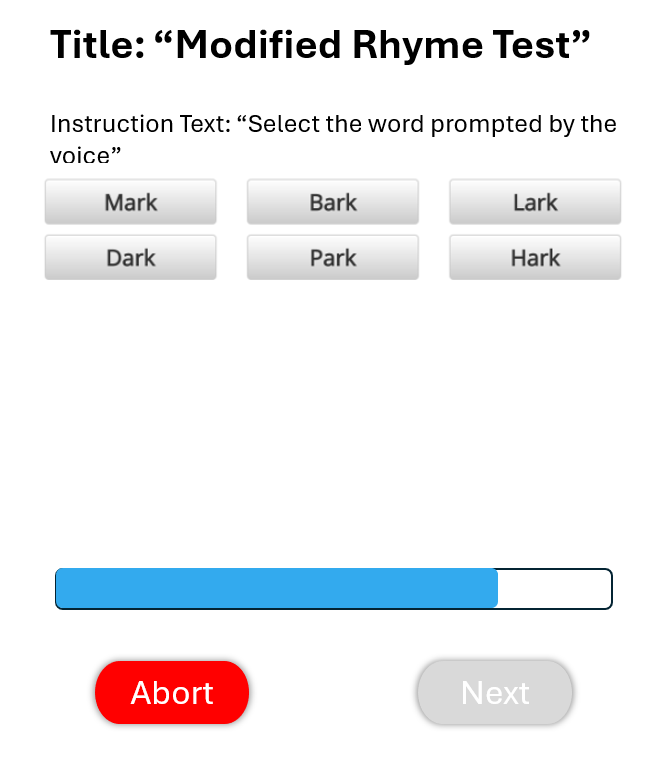 Title: “Modified Rhyme Test”
Instruction Text: “Select the word prompted by the
voice”
Mark Bark Lark
Dark Park Hark
Abort Next